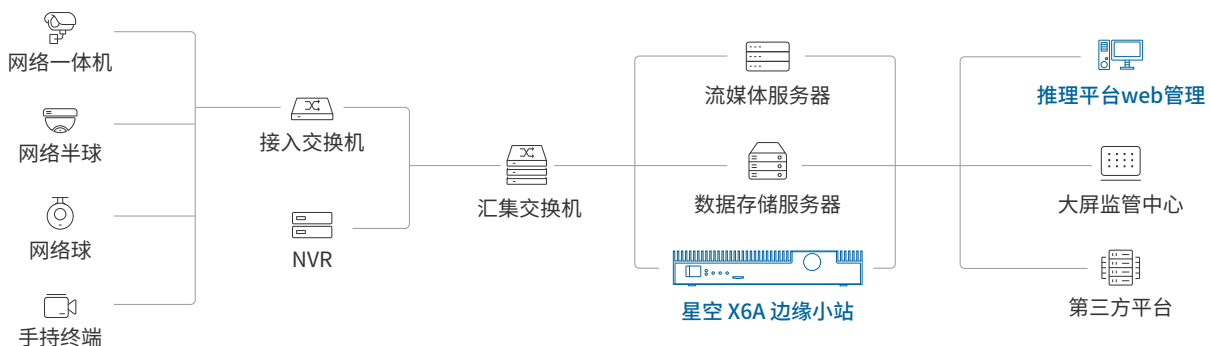 网络一体机
网络半球
网络球
手持终端
接入交换机
NVR
汇集交换机
流媒体服务器
数据存储服务器
星空 X6A 边缘小站
推理平台web管理
大屏监管中心
第三方平台